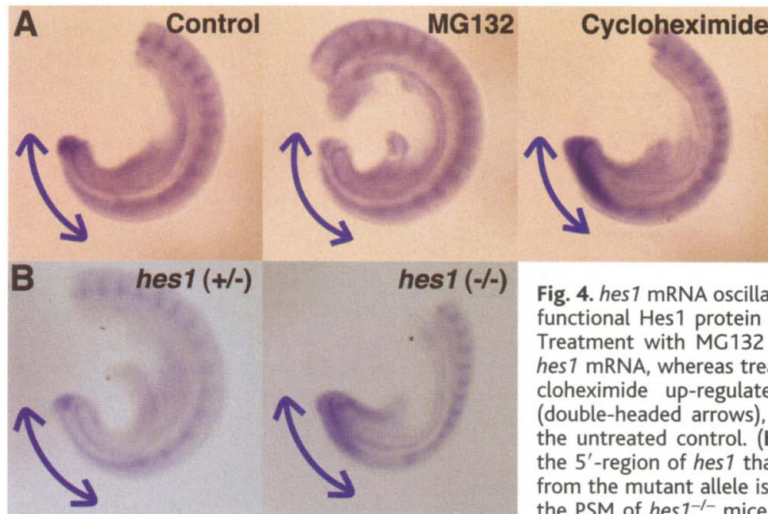 A Control MG132 Cycloheximide
B hes1 (+/-) hes1 (-/-)
Fig. 4. hes1 mRNA oscilla
functional Hes1 protein
Treatment with MG132
hes1 mRNA, whereas trea
cloheximide up-regulate
(double-headed arrows),
the untreated control. (
the 5′-region of hes1 tha
from the mutant allele is
the PSM of hes1−/− mice